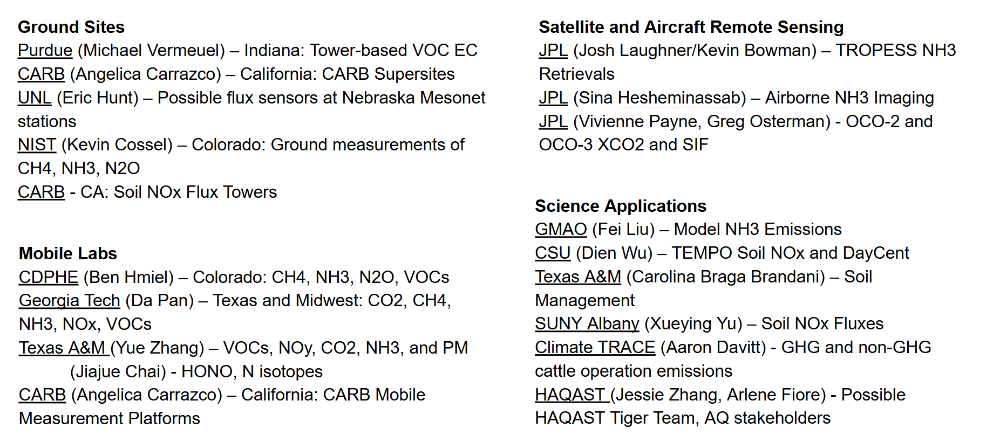 Ground Sites
Purdue (Michael Vermeuel) – Indiana: Tower-based VOC EC
CARB (Angelica Carrazco) – California: CARB Supersites
UNL (Eric Hunt) – Possible flux sensors at Nebraska Mesonet
stations
NIST (Kevin Cossel) – Colorado: Ground measurements of
CH4, NH3, N2O
CARB - CA: Soil NOx Flux Towers
Mobile Labs
CDPHE (Ben Hmiel) – Colorado: CH4, NH3, N2O, VOCs
Georgia Tech (Da Pan) – Texas and Midwest: CO2, CH4,
NH3, NOx, VOCs
Texas A&M (Yue Zhang) – VOCs, NOy, CO2, NH3, and PM
(Jiajue Chai) - HONO, N isotopes
CARB (Angelica Carrazco) – California: CARB Mobile
Measurement Platforms
Satellite and Aircraft Remote Sensing
JPL (Josh Laughner/Kevin Bowman) – TROPESS NH3
Retrievals
JPL (Sina Hesheminassab) – Airborne NH3 Imaging
JPL (Vivienne Payne, Greg Osterman) - OCO-2 and
OCO-3 XCO2 and SIF
Science Applications
GMAO (Fei Liu) – Model NH3 Emissions
CSU (Dien Wu) – TEMPO Soil NOx and DayCent
Texas A&M (Carolina Braga Brandani) – Soil
Management
SUNY Albany (Xueying Yu) – Soil NOx Fluxes
Climate TRACE (Aaron Davitt) - GHG and non-GHG
cattle operation emissions
HAQAST (Jessie Zhang, Arlene Fiore) - Possible
HAQAST Tiger Team, AQ stakeholders